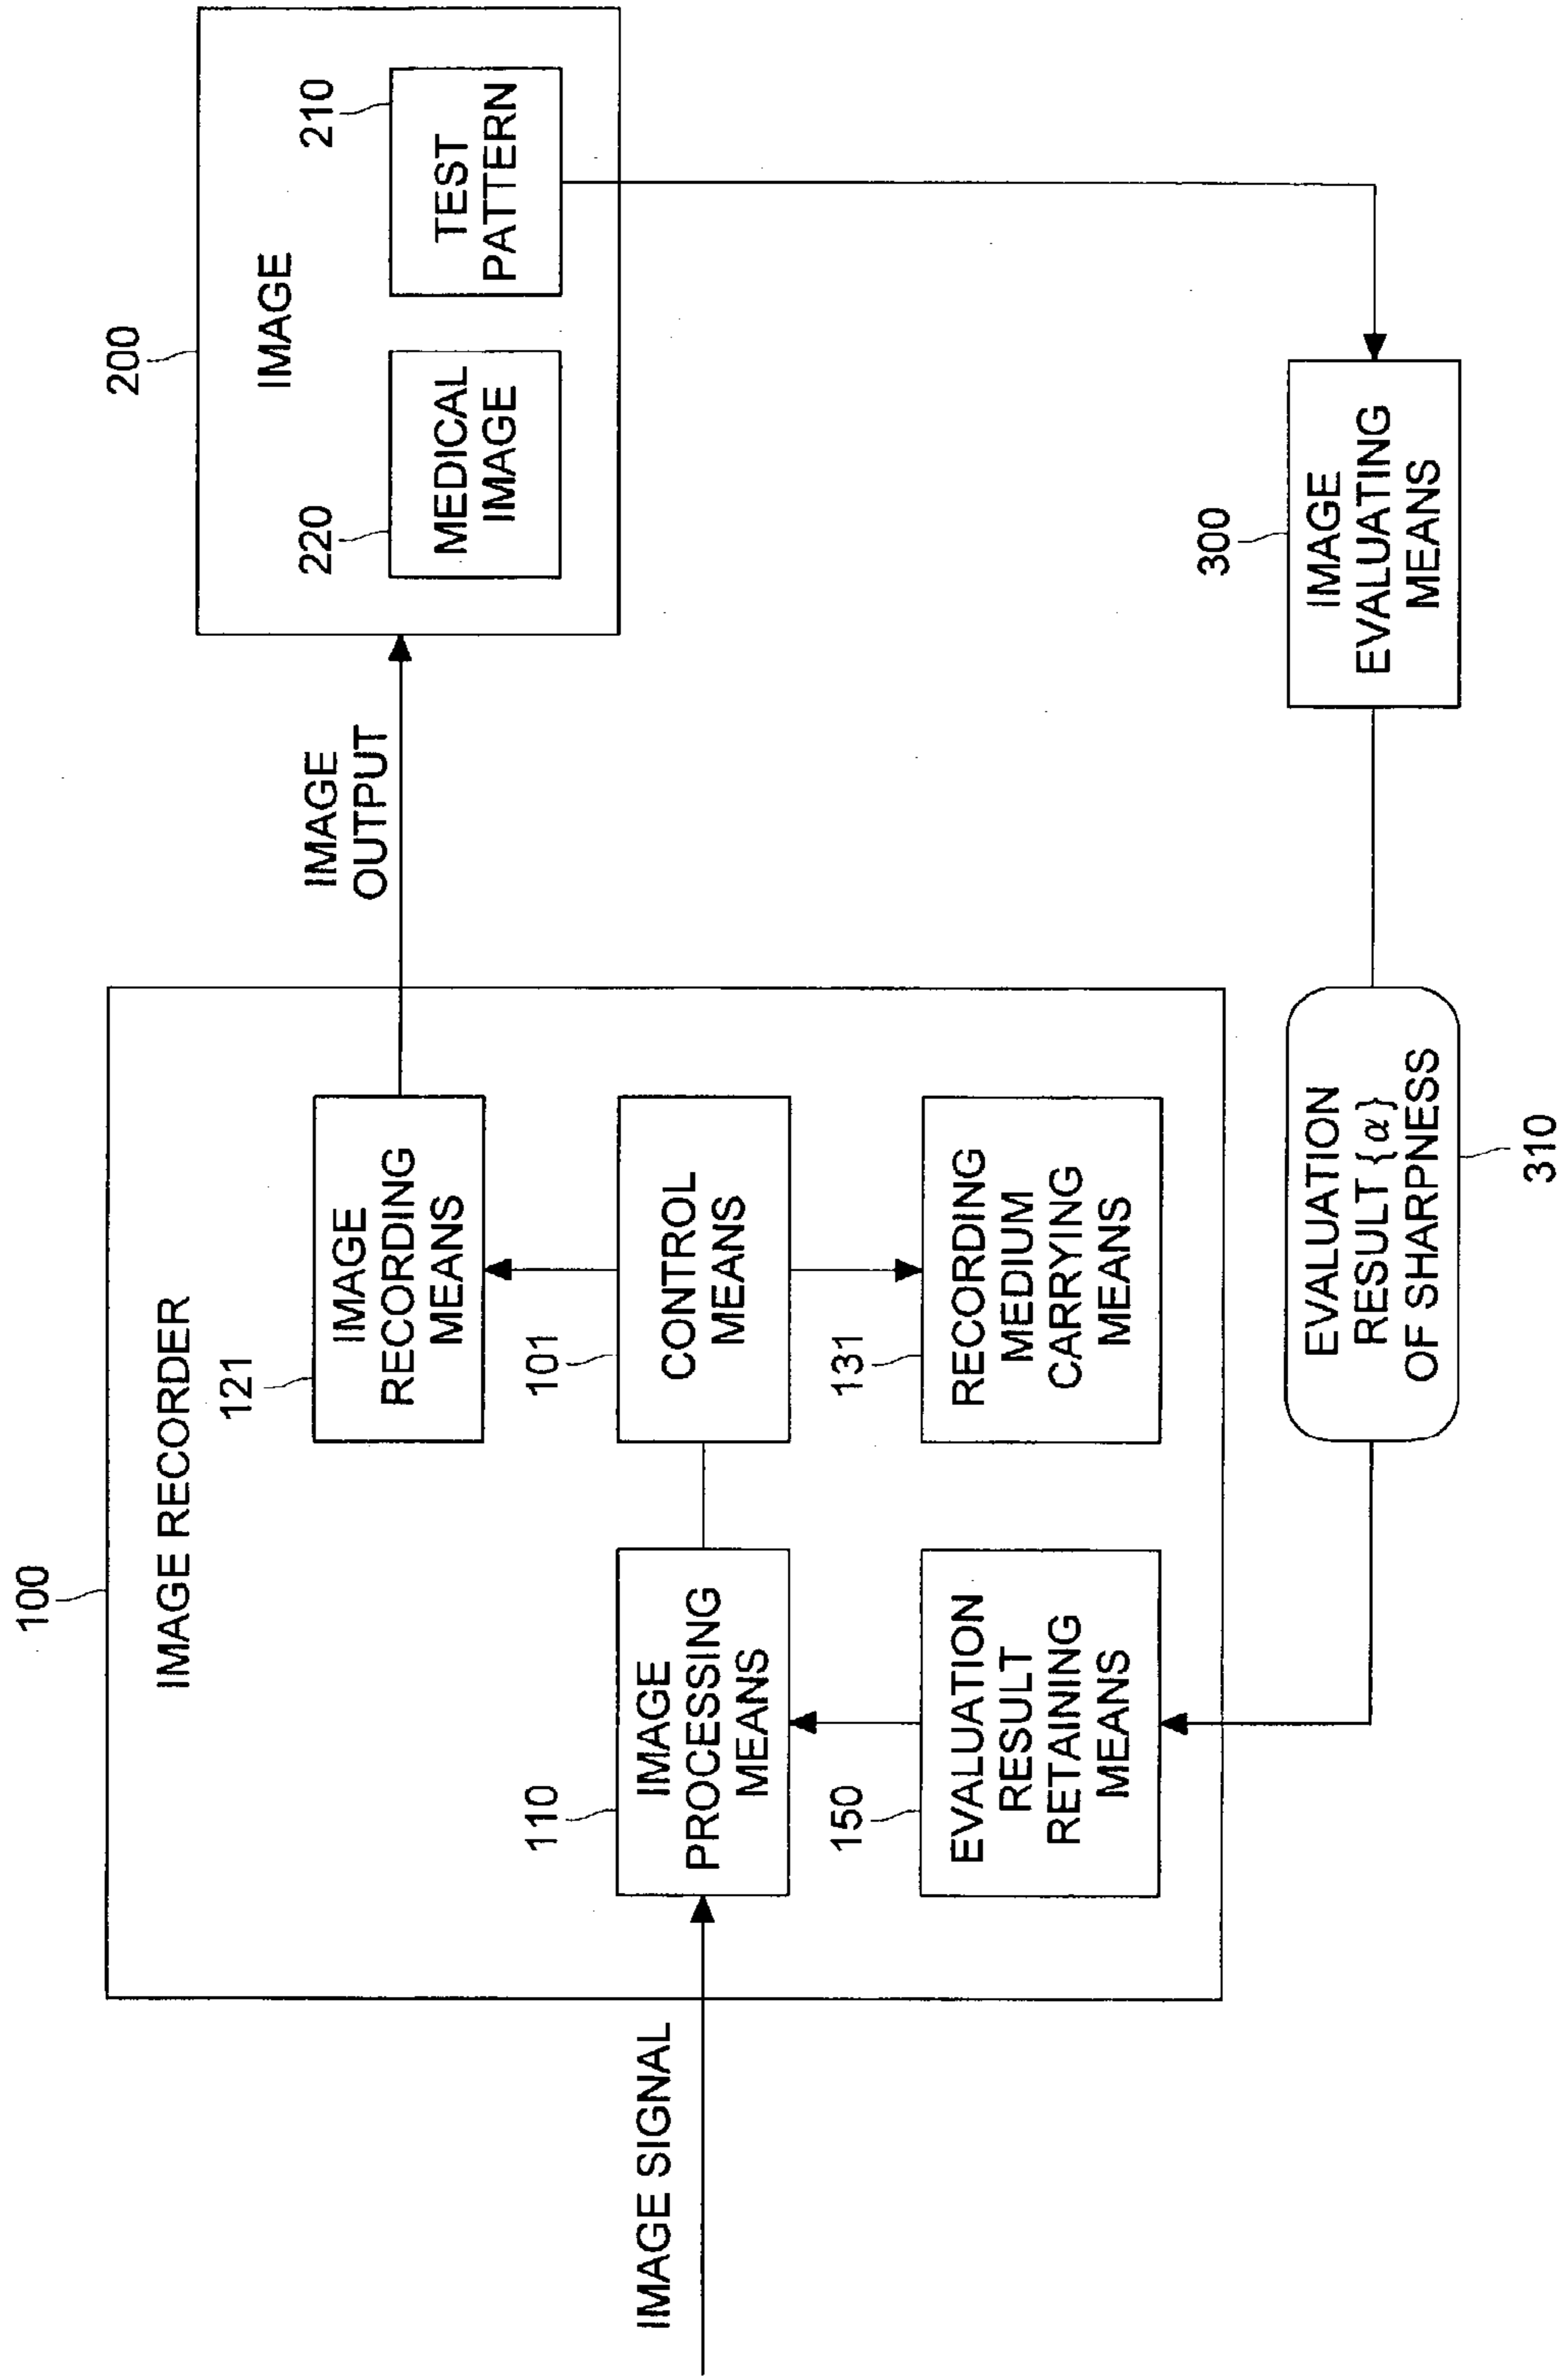 100
IMAGE RECORDER
121
IMAGE
RECORDING
MEANS
IMAGE
OUTPUT
200
IMAGE
220
MEDICAL
IMAGE
210
TEST
PATTERN
IMAGE SIGNAL
110
IMAGE
PROCESSING
MEANS
101
CONTROL
MEANS
150
EVALUATION
RESULT
RETAINING
MEANS
131
RECORDING
MEDIUM
CARRYING
MEANS
EVALUATION
RESULT {α}
OF SHARPNESS
310
300
IMAGE
EVALUATING
MEANS